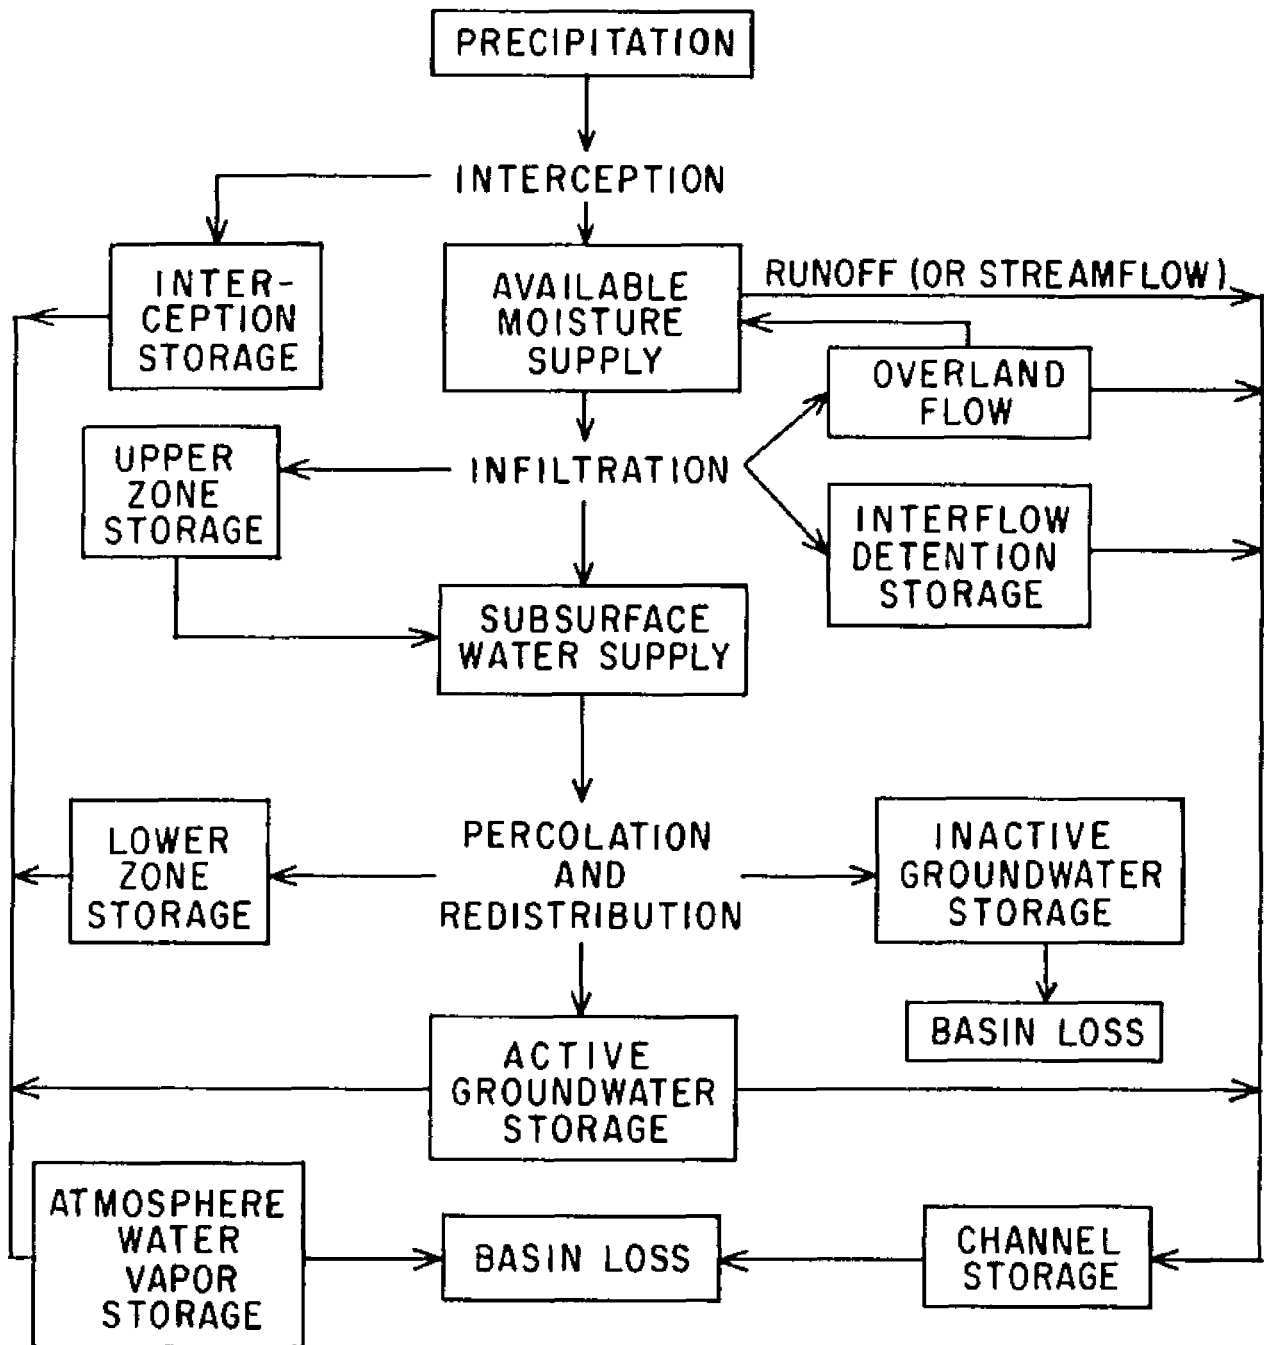 PRECIPITATION
INTERCEPTION
INTER-
CEPTION
STORAGE
AVAILABLE
MOISTURE
SUPPLY
RUNOFF (OR STREAMFLOW)
OVERLAND
FLOW
UPPER
ZONE
STORAGE
INFILTRATION
INTERFLOW
DETENTION
STORAGE
SUBSURFACE
WATER SUPPLY
LOWER
ZONE
STORAGE
PERCOLATION
AND
REDISTRIBUTION
INACTIVE
GROUNDWATER
STORAGE
BASIN LOSS
ACTIVE
GROUNDWATER
STORAGE
ATMOSPHERE
WATER
VAPOR
STORAGE
BASIN LOSS
CHANNEL
STORAGE